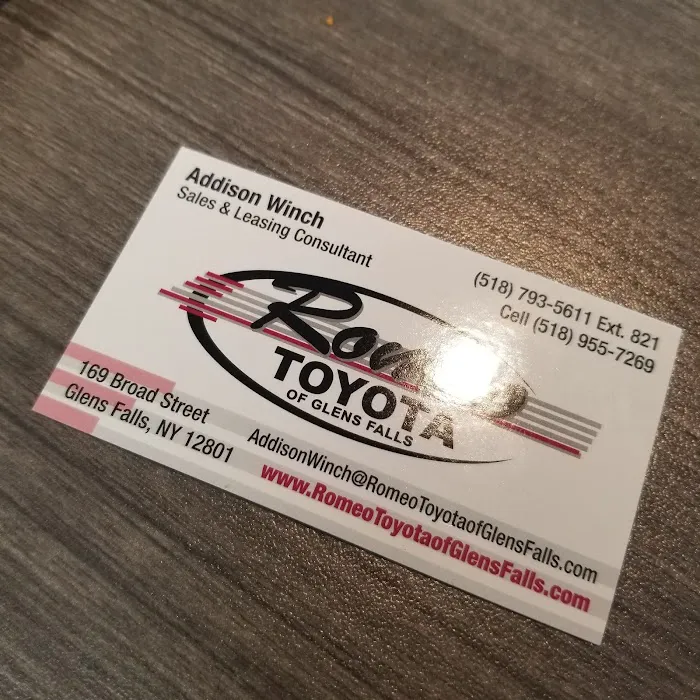 Addison Winch
Sales & Leasing Consultant
(518) 793-5611 Ext. 821
Cell (518) 955-7269
Romeo
TOYOTA
OF GLENS FALLS
169 Broad Street
Glens Falls, NY 12801
AddisonWinch@RomeoToyotaofGlensFalls.com
www.RomeoToyotaofGlensFalls.com